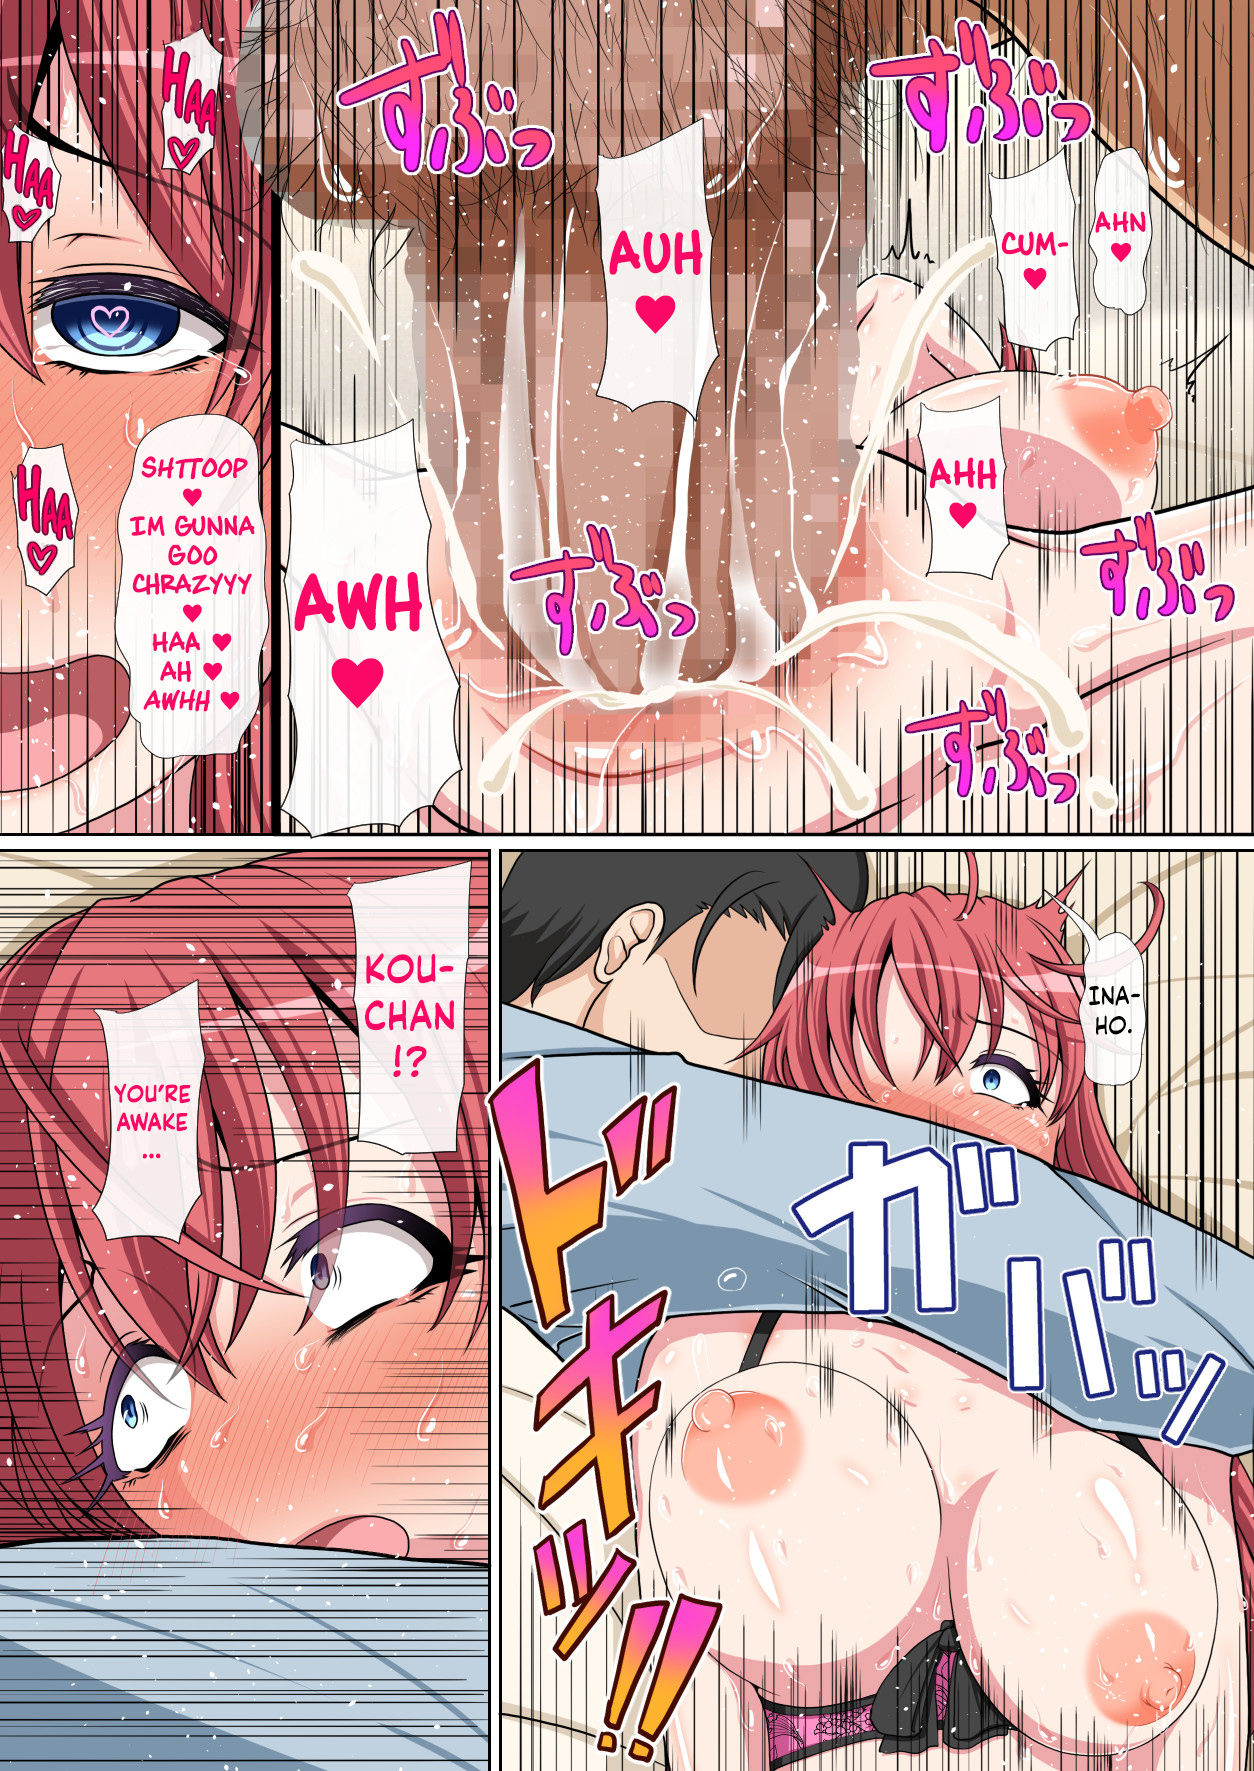 HAA
HAA
HAA
SHTTOOP
IM GUNNA
GOO
CHRAZYYY
HAA
AH
AWHH
ずぶっ
ずぶっ
AHN
CUM-
AUH
AHH
AWH
ずぶっ
ずぶっ
ずぶっ
INA-
HO.
ガバッ
ドキッ!!
KOU-
CHAN
!?
YOU'RE
AWAKE
...